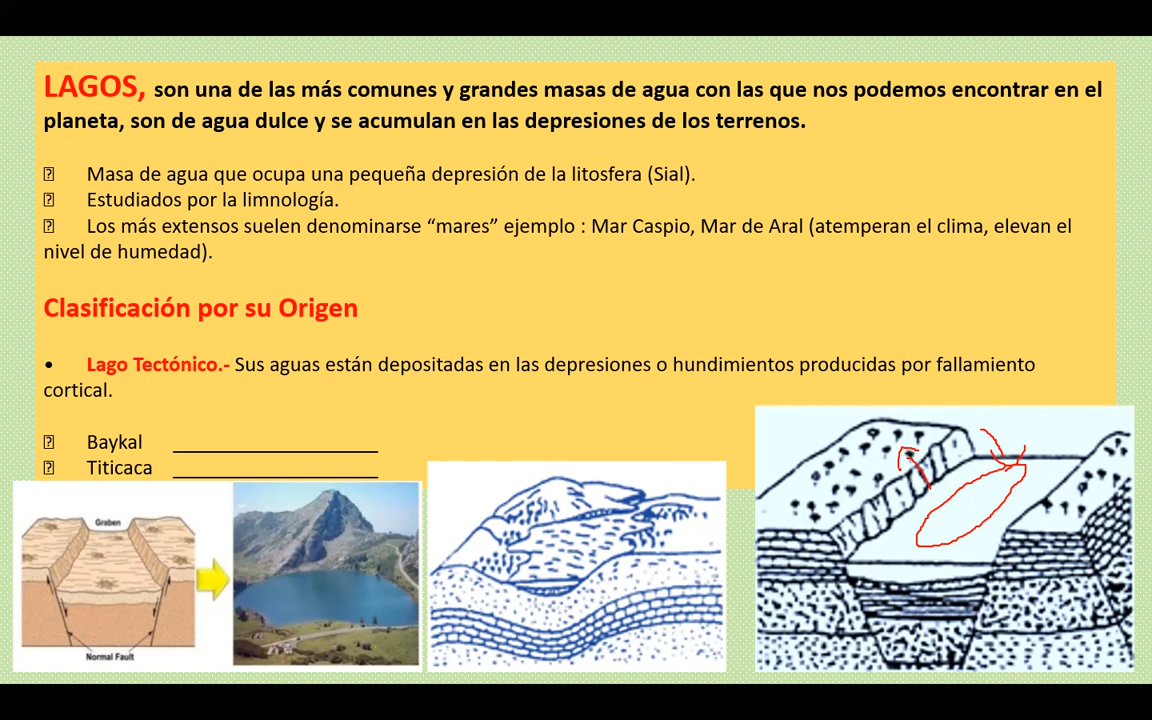 LAGOS, son una de las más comunes y grandes masas de agua con las que nos podemos encontrar en el
planeta, son de agua dulce y se acumulan en las depresiones de los terrenos.
Masa de agua que ocupa una pequeña depresión de la litosfera (Sial).
Estudiados por la limnología.
Los más extensos suelen denominarse “mares” ejemplo : Mar Caspio, Mar de Aral (atemperan el clima, elevan el
nivel de humedad).
Clasificación por su Origen
• Lago Tectónico.- Sus aguas están depositadas en las depresiones o hundimientos producidas por fallamiento
cortical.
Baykal ___________________
Titicaca ___________________
Graben
Normal Fault